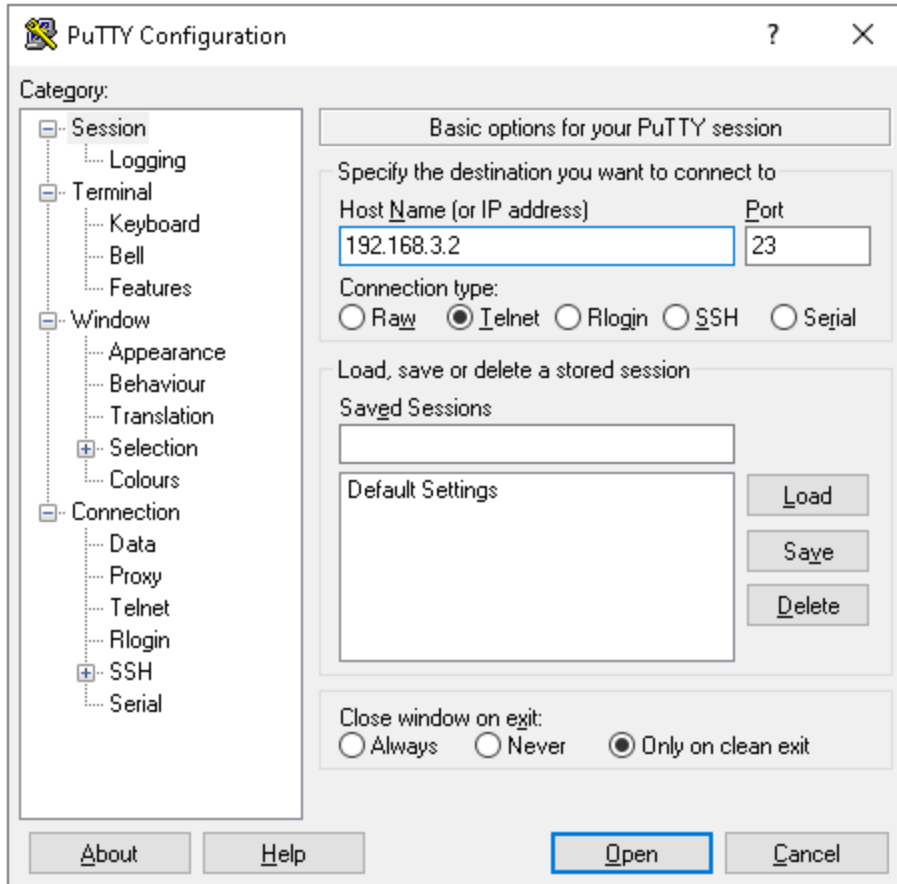 PuTTY Configuration
?
Category:
Session
Logging
Terminal
Keyboard
Bell
Features
Window
Appearance
Behaviour
Translation
Selection
Colours
Connection
Data
Proxy
Telnet
Rlogin
SSH
Serial
Basic options for your PuTTY session
Specify the destination you want to connect to
Host Name (or IP address) Port
192.168.3.2 23
Connection type:
Raw Telnet Rlogin SSH Serial
Load, save or delete a stored session
Saved Sessions
Default Settings
Load
Save
Delete
Close window on exit:
Always Never Only on clean exit
About Help Open Cancel